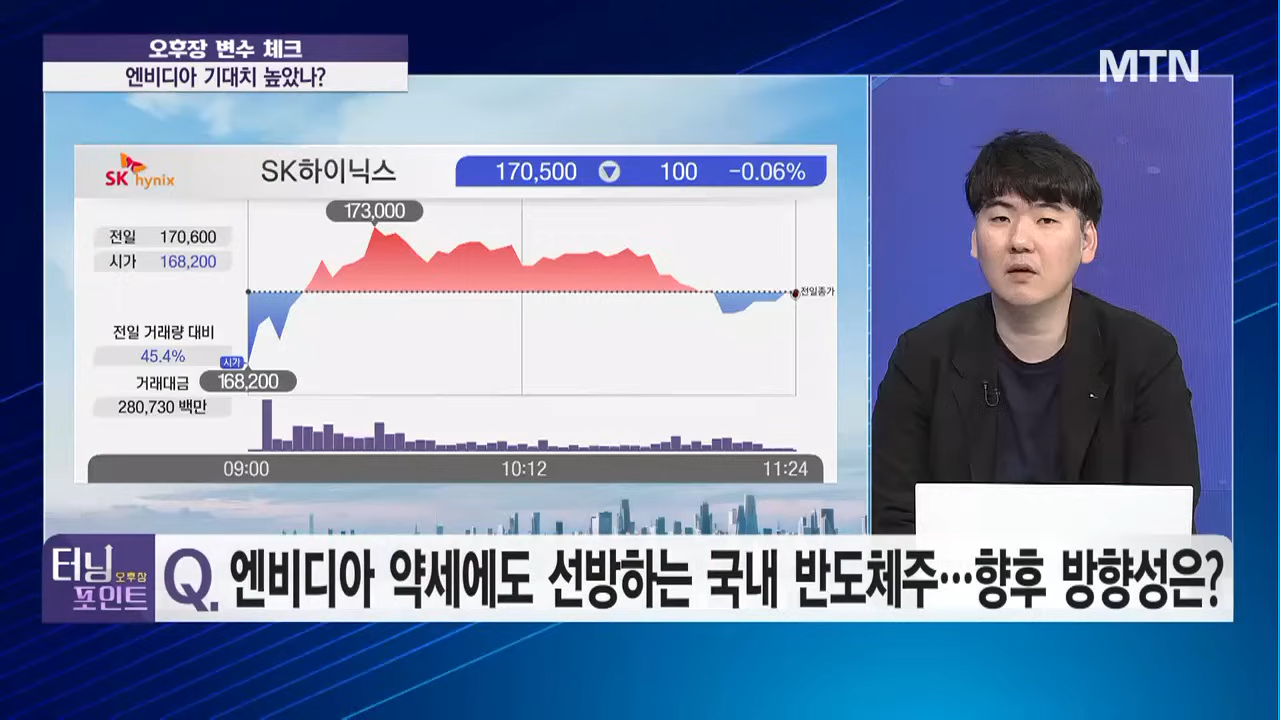 오후장 변수 체크
엔비디아 기대치 높았나?
MTN
SK hynix
SK하이닉스
170,500 ▼ 100 -0.06%
173,000
전일 170,600
시가 168,200
전일종가
전일 거래량 대비
45.4%
시가
거래대금
168,200
280,730 백만
09:00 10:12 11:24
터닝
오후장
포인트
Q. 엔비디아 약세에도 선방하는 국내 반도체주…향후 방향성은?